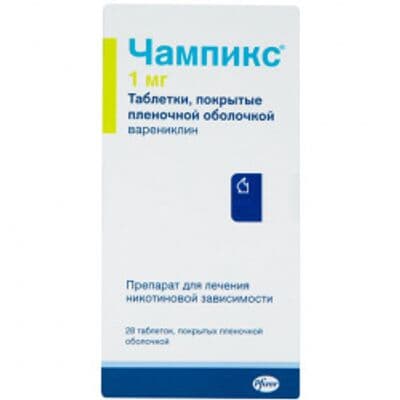 Чампикс®
1 мг
Таблетки, покрытые
пленочной оболочкой
варениклин
Препарат для лечения
никотиновой зависимости
28 таблеток, покрытых пленочной
оболочкой
Pfizer